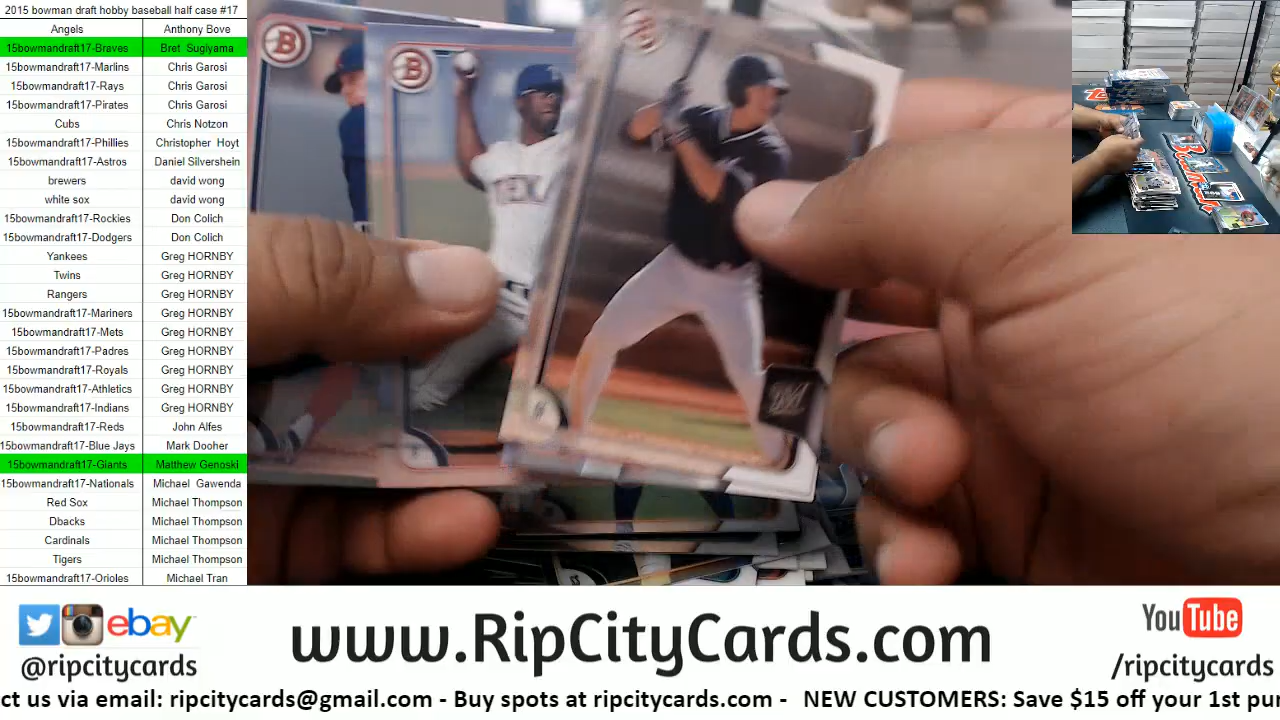 2015 bowman draft hobby baseball half case #17
Angels Anthony Bove
15bowmandraft17-Braves Bret Sugiyama
15bowmandraft17-Marlins Chris Garosi
15bowmandraft17-Rays Chris Garosi
15bowmandraft17-Pirates Chris Garosi
Cubs Chris Notzon
15bowmandraft17-Phillies Christopher Hoyt
15bowmandraft17-Astros Daniel Silvershein
brewers david wong
white sox david wong
15bowmandraft17-Rockies Don Colich
15bowmandraft17-Dodgers Don Colich
Yankees Greg HORNBY
Twins Greg HORNBY
Rangers Greg HORNBY
15bowmandraft17-Mariners Greg HORNBY
15bowmandraft17-Mets Greg HORNBY
15bowmandraft17-Padres Greg HORNBY
15bowmandraft17-Royals Greg HORNBY
15bowmandraft17-Athletics Greg HORNBY
15bowmandraft17-Indians Greg HORNBY
15bowmandraft17-Reds John Alfes
15bowmandraft17-Blue Jays Mark Dooher
15bowmandraft17-Giants Matthew Genoski
15bowmandraft17-Nationals Michael Gawenda
Red Sox Michael Thompson
Dbacks Michael Thompson
Cardinals Michael Thompson
Tigers Michael Thompson
15bowmandraft17-Orioles Michael Tran
B
B
TEX
ebay
@ripcitycards
www.RipCityCards.com
YouTube
/ripcitycards
ct us via email: ripcitycards@gmail.com - Buy spots at ripcitycards.com - NEW CUSTOMERS: Save $15 off your 1st pur